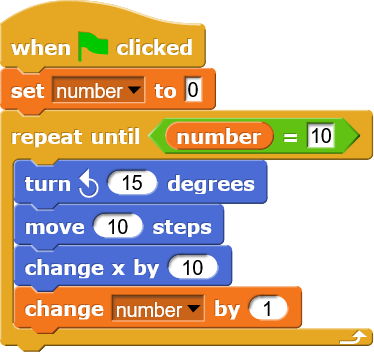 when clicked
set number to 0
repeat until number = 10
turn 15 degrees
move 10 steps
change x by 10
change number by 1